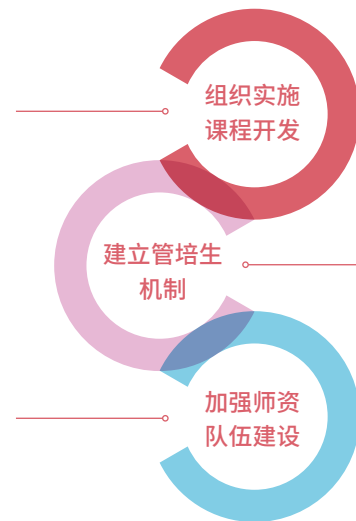 组织实施
课程开发
建立管培生
机制
加强师资
队伍建设